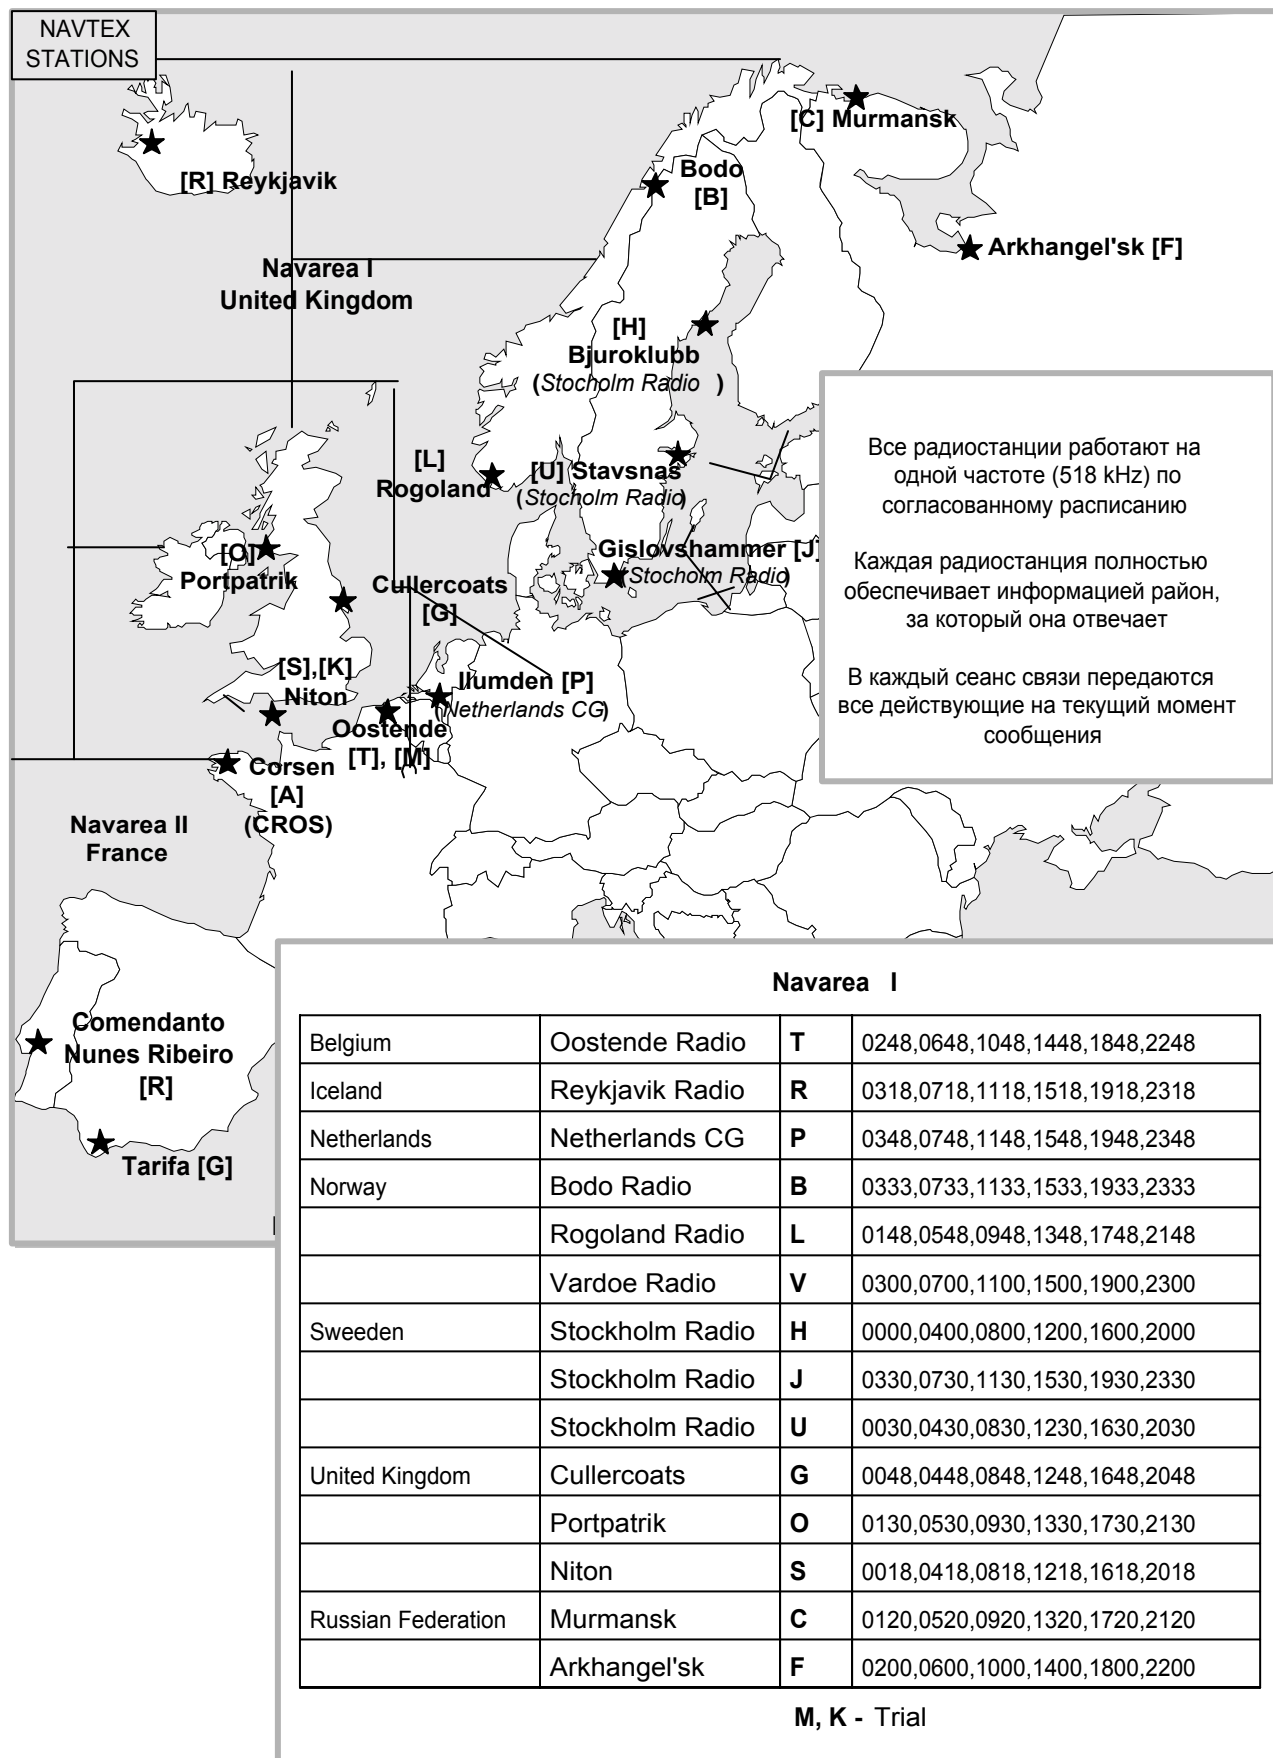 NAVTEX
STATIONS
[C] Murmansk
[R] Reykjavik
Bodo
[B]
Arkhangel'sk [F]
Navarea I
United Kingdom
[H]
Bjuroklubb
(Stocholm Radio )
[L]
Rogoland
[U] Stavsnas
(Stocholm Radio)
[O]
Portpatrik
Gislovshammer [J]
(Stocholm Radio)
Cullercoats
[G]
[S],[K]
Niton
Ilumden [P]
(Netherlands CG)
Oostende
[T], [M]
Corsen
[A]
(CROS)
Navarea II
France
Comendanto
Nunes Ribeiro
[R]
Tarifa [G]
Все радиостанции работают на
одной частоте (518 kHz) по
согласованному расписанию
Каждая радиостанция полностью
обеспечивает информацией район,
за который она отвечает
В каждый сеанс связи передаются
все действующие на текущий момент
сообщения
Navarea I
Belgium Oostende Radio T 0248,0648,1048,1448,1848,2248
Iceland Reykjavik Radio R 0318,0718,1118,1518,1918,2318
Netherlands Netherlands CG P 0348,0748,1148,1548,1948,2348
Norway Bodo Radio B 0333,0733,1133,1533,1933,2333
Rogoland Radio L 0148,0548,0948,1348,1748,2148
Vardoe Radio V 0300,0700,1100,1500,1900,2300
Sweeden Stockholm Radio H 0000,0400,0800,1200,1600,2000
Stockholm Radio J 0330,0730,1130,1530,1930,2330
Stockholm Radio U 0030,0430,0830,1230,1630,2030
United Kingdom Cullercoats G 0048,0448,0848,1248,1648,2048
Portpatrik O 0130,0530,0930,1330,1730,2130
Niton S 0018,0418,0818,1218,1618,2018
Russian Federation Murmansk C 0120,0520,0920,1320,1720,2120
Arkhangel'sk F 0200,0600,1000,1400,1800,2200
M, K - Trial